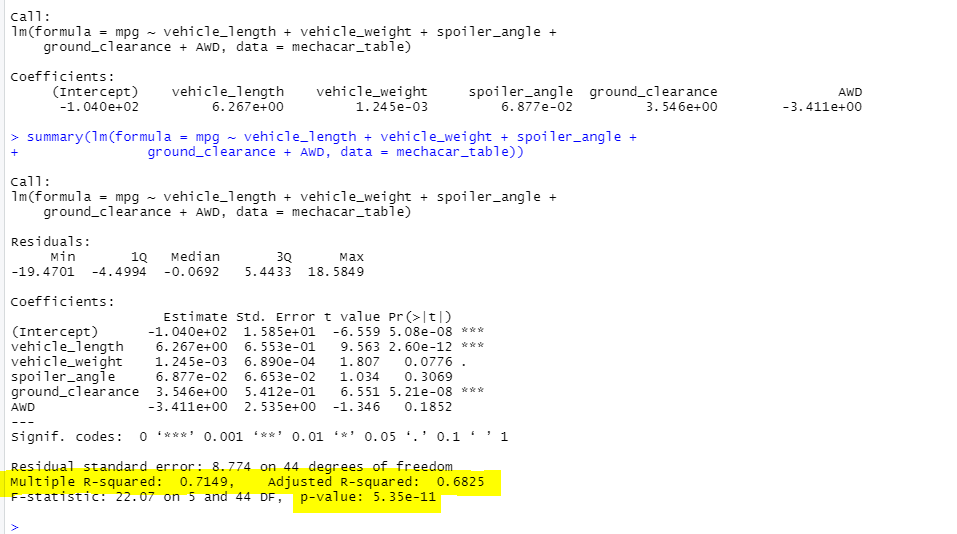 Call:
lm(formula = mpg ~ vehicle_length + vehicle_weight + spoiler_angle +
    ground_clearance + AWD, data = mechacar_table)
Coefficients:
     (Intercept)    vehicle_length    vehicle_weight     spoiler_angle  ground_clearance               AWD
      -1.040e+02         6.267e+00         1.245e-03         6.877e-02         3.546e+00        -3.411e+00
> summary(lm(formula = mpg ~ vehicle_length + vehicle_weight + spoiler_angle +
+                ground_clearance + AWD, data = mechacar_table))
Call:
lm(formula = mpg ~ vehicle_length + vehicle_weight + spoiler_angle +
    ground_clearance + AWD, data = mechacar_table)
Residuals:
     Min       1Q   Median       3Q      Max
-19.4701  -4.4994  -0.0692   5.4433  18.5849
Coefficients:
                   Estimate Std. Error t value Pr(>|t|)
(Intercept)      -1.040e+02  1.585e+01  -6.559 5.08e-08 ***
vehicle_length    6.267e+00  6.553e-01   9.563 2.60e-12 ***
vehicle_weight    1.245e-03  6.890e-04   1.807   0.0776 .
spoiler_angle     6.877e-02  6.653e-02   1.034   0.3069
ground_clearance  3.546e+00  5.412e-01   6.551 5.21e-08 ***
AWD              -3.411e+00  2.535e+00  -1.346   0.1852
---
Signif. codes:  0 ‘***’ 0.001 ‘**’ 0.01 ‘*’ 0.05 ‘.’ 0.1 ‘ ’ 1
Residual standard error: 8.774 on 44 degrees of freedom
Multiple R-squared:  0.7149,    Adjusted R-squared:  0.6825
F-statistic: 22.07 on 5 and 44 DF,  p-value: 5.35e-11
>